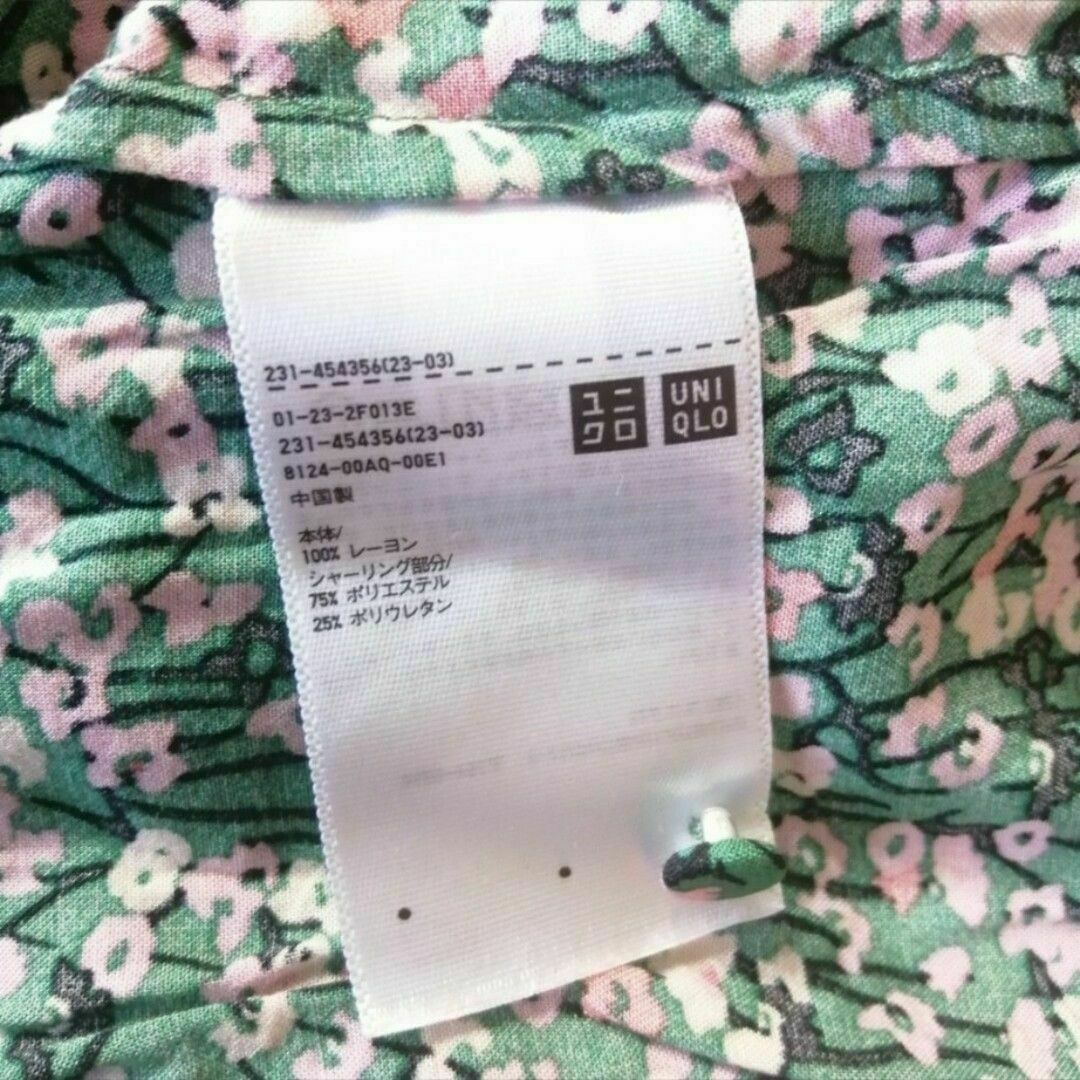 231-454356(23-03)
01-23-2F013E
231-454356(23-03)
8124-00AQ-00E1
中国製
本体/
100% レーヨン
シャーリング部分/
75% ポリエステル
25% ポリウレタン
ユニ
クロ
UNI
QLO